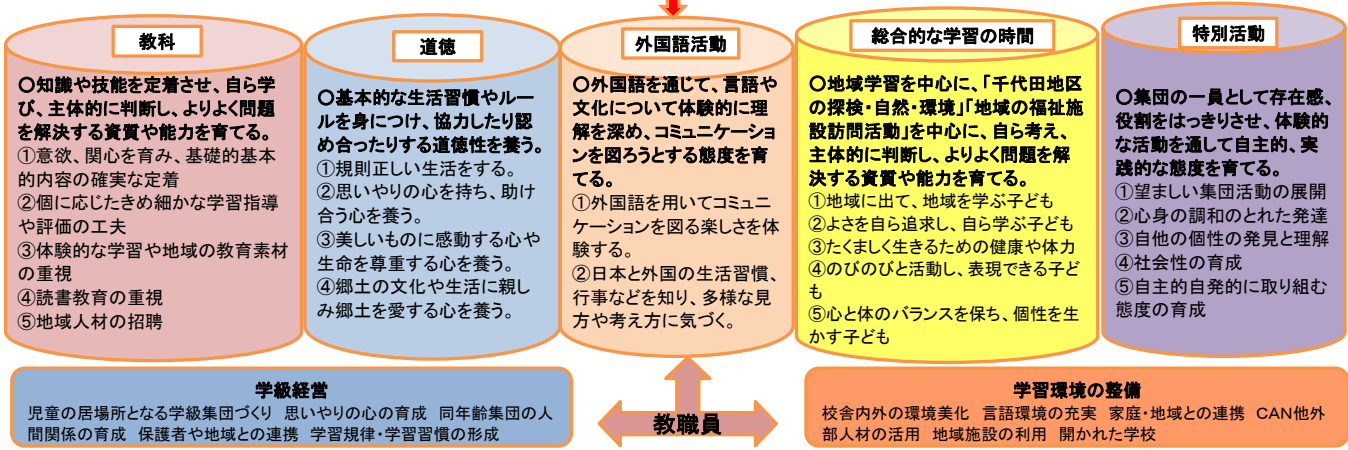 教科
〇知識や技能を定着させ、自ら学
び、主体的に判断し、よりよく問題
を解決する資質や能力を育てる。
①意欲、関心を育み、基礎的基本
的内容の確実な定着
②個に応じたきめ細かな学習指導
や評価の工夫
③体験的な学習や地域の教育素材
の重視
④読書教育の重視
⑤地域人材の招聘
道徳
〇基本的な生活習慣やルー
ルを身につけ、協力したり認
め合ったりする道徳性を養う。
①規則正しい生活をする。
②思いやりの心を持ち、助け
合う心を養う。
③美しいものに感動する心や
生命を尊重する心を養う。
④郷土の文化や生活に親し
み郷土を愛する心を養う。
外国語活動
〇外国語を通じて、言語や
文化について体験的に理
解を深め、コミュニケーショ
ンを図ろうとする態度を育
てる。
①外国語を用いてコミュニ
ケーションを図る楽しさを体
験する。
②日本と外国の生活習慣、
行事などを知り、多様な見
方や考え方に気づく。
総合的な学習の時間
〇地域学習を中心に、「千代田地区
の探検・自然・環境」「地域の福祉施
設訪問活動」を中心に、自ら考え、
主体的に判断し、よりよく問題を解
決する資質や能力を育てる。
①地域に出て、地域を学ぶ子ども
②よさを自ら追求し、自ら学ぶ子ども
③たくましく生きるための健康や体力
④のびのびと活動し、表現できる子ど
も
⑤心と体のバランスを保ち、個性を生
かす子ども
特別活動
〇集団の一員として存在感、
役割をはっきりさせ、体験的
な活動を通して自主的、実
践的な態度を育てる。
①望ましい集団活動の展開
②心身の調和のとれた発達
③自他の個性の発見と理解
④社会性の育成
⑤自主的自発的に取り組む
態度の育成
学級経営
児童の居場所となる学級集団づくり 思いやりの心の育成 同年齢集団の人
間関係の育成 保護者や地域との連携 学習規律・学習習慣の形成
教職員
学習環境の整備
校舎内外の環境美化 言語環境の充実 家庭・地域との連携 CAN他外
部人材の活用 地域施設の利用 開かれた学校